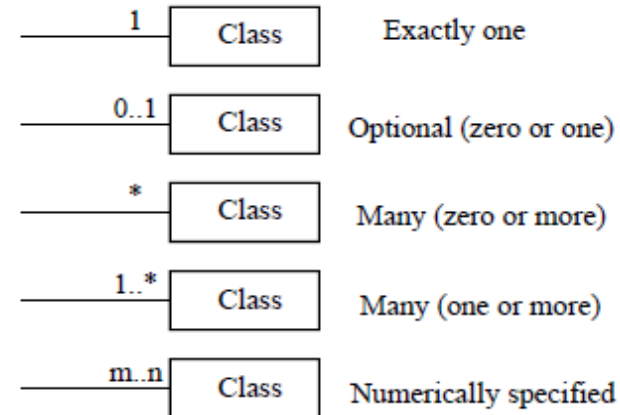 1 Class Exactly one
0..1 Class Optional (zero or one)
* Class Many (zero or more)
1..* Class Many (one or more)
m..n Class Numerically specified